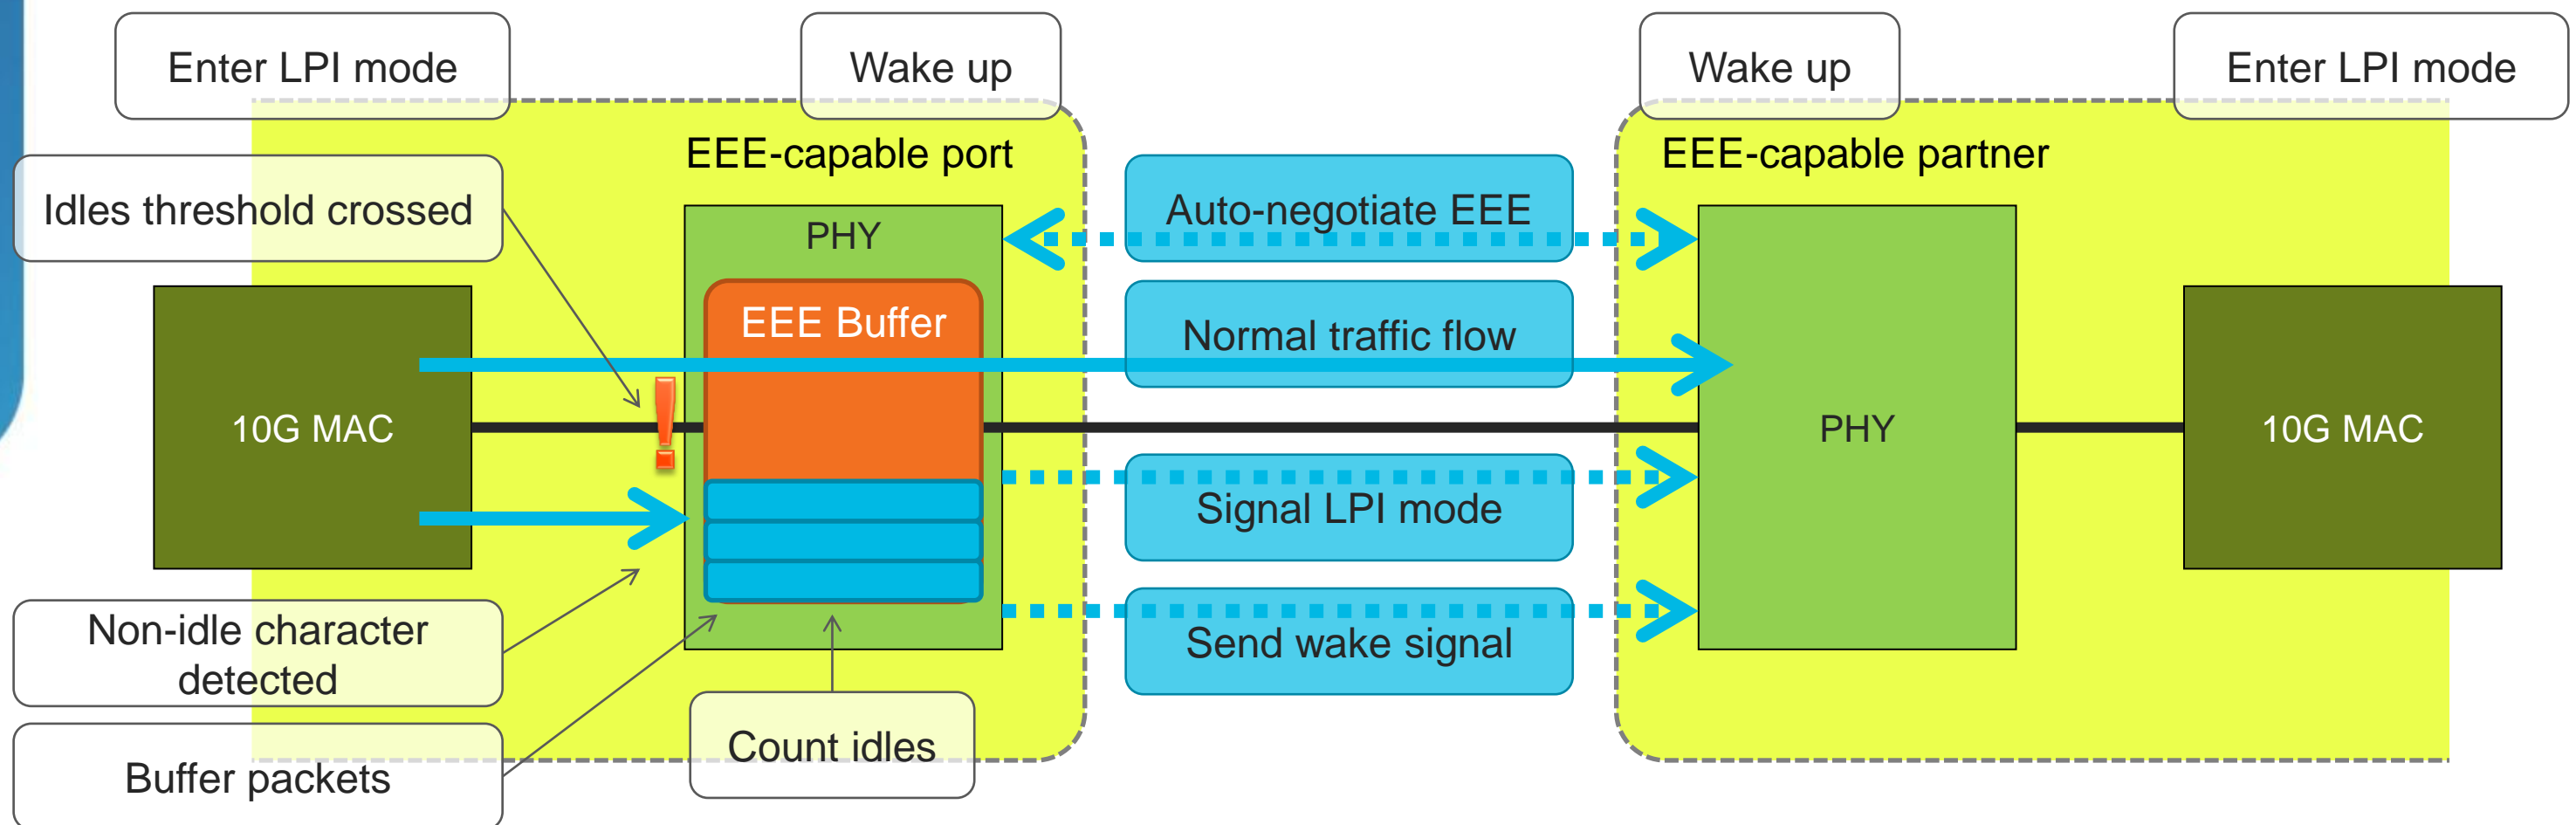 Enter LPI mode
Wake up
Wake up
Enter LPI mode
EEE-capable port
EEE-capable partner
Idles threshold crossed
Auto-negotiate EEE
PHY
EEE Buffer
Normal traffic flow
10G MAC
PHY
10G MAC
Signal LPI mode
Non-idle character
detected
Send wake signal
Count idles
Buffer packets